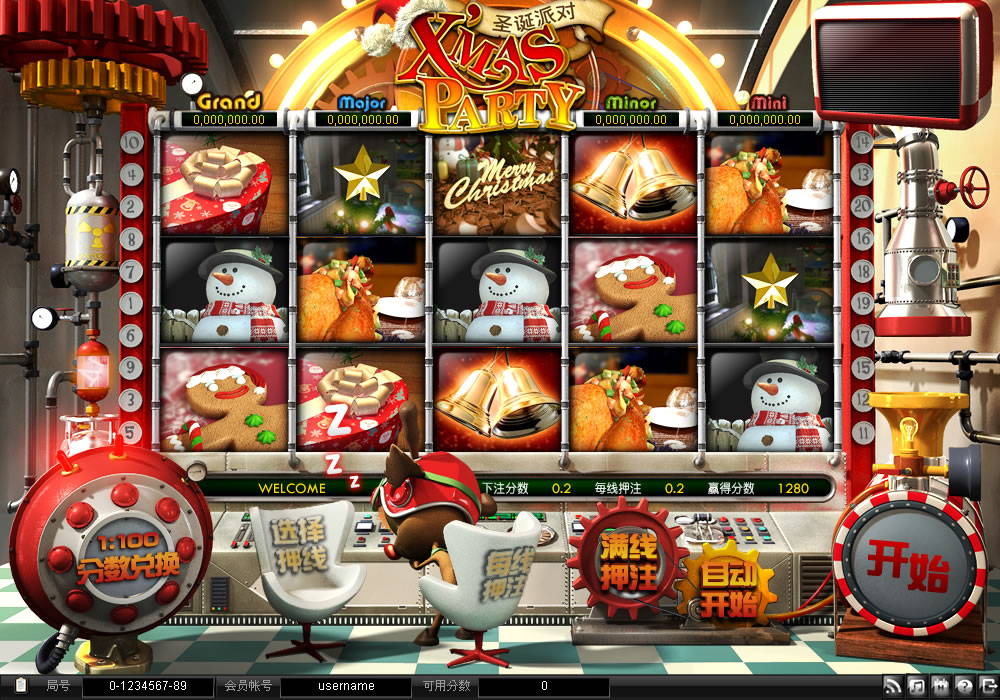 圣诞派对
X'MAS
PARTY
Grand
Major
Minor
Mini
0,000,000.00
0,000,000.00
0,000,000.00
0,000,000.00
10
4
2
8
7
1
6
9
3
5
14
13
20
16
18
19
17
15
12
11
Merry
Christmas
Z
Z
Z
WELCOME
下注分数 0.2 每线押注 0.2 赢得分数 1280
1:100
分数兑换
选择
押线
每线
押注
满线
押注
自动
开始
开始
局号 0-1234567-89 会员帐号 username 可用分数 0